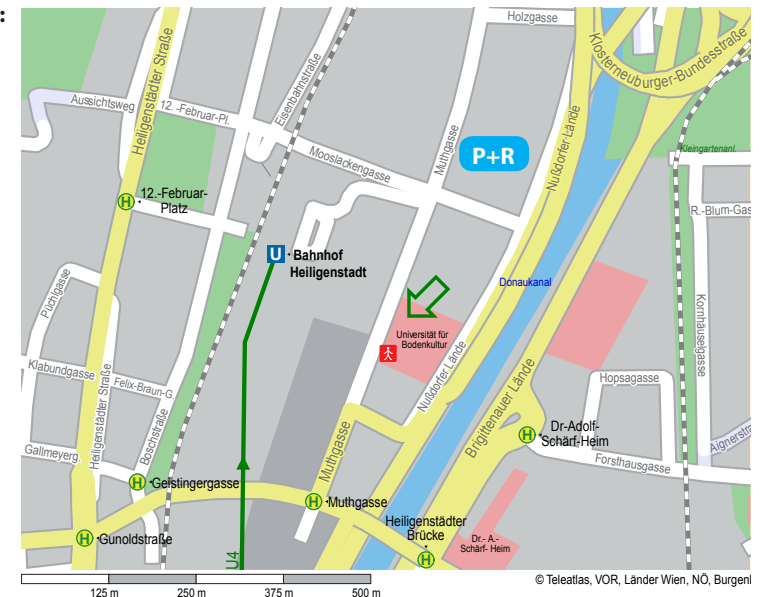 :
Holzgasse
Klosterneuburger-Bundesstraße
Heiligenstädter Straße
Eisenbahnstraße
Aussichtsweg
12. -Februar-Pl.
Mooslackengasse
Muthgasse
P+R
Nußdorfer Lände
Kleingartenanl.
12.-Februar-
Platz
H
R.-Blum-Gas
U
Bahnhof
Heiligenstadt
Donaukanal
Püchlgasse
Universität für
Bodenkultur
Kornhäuselgasse
Klabundgasse
Felix-Braun-G.
Heiligenstädter Straße
Boschstraße
Nußdorfer Lände
Brigittenauer Lände
Hopsagasse
H
Dr-Adolf-
Schärf-Heim
Aignerstra
Forsthausgasse
Gallmeyerg.
Muthgasse
H
Geistingergasse
H
Muthgasse
Heiligenstädter
Brücke
H
H
Gunoldstraße
Dr.- A.-
Schärf- Heim
U4
© Teleatlas, VOR, Länder Wien, NÖ, Burgenl
125 m
250 m
375 m
500 m